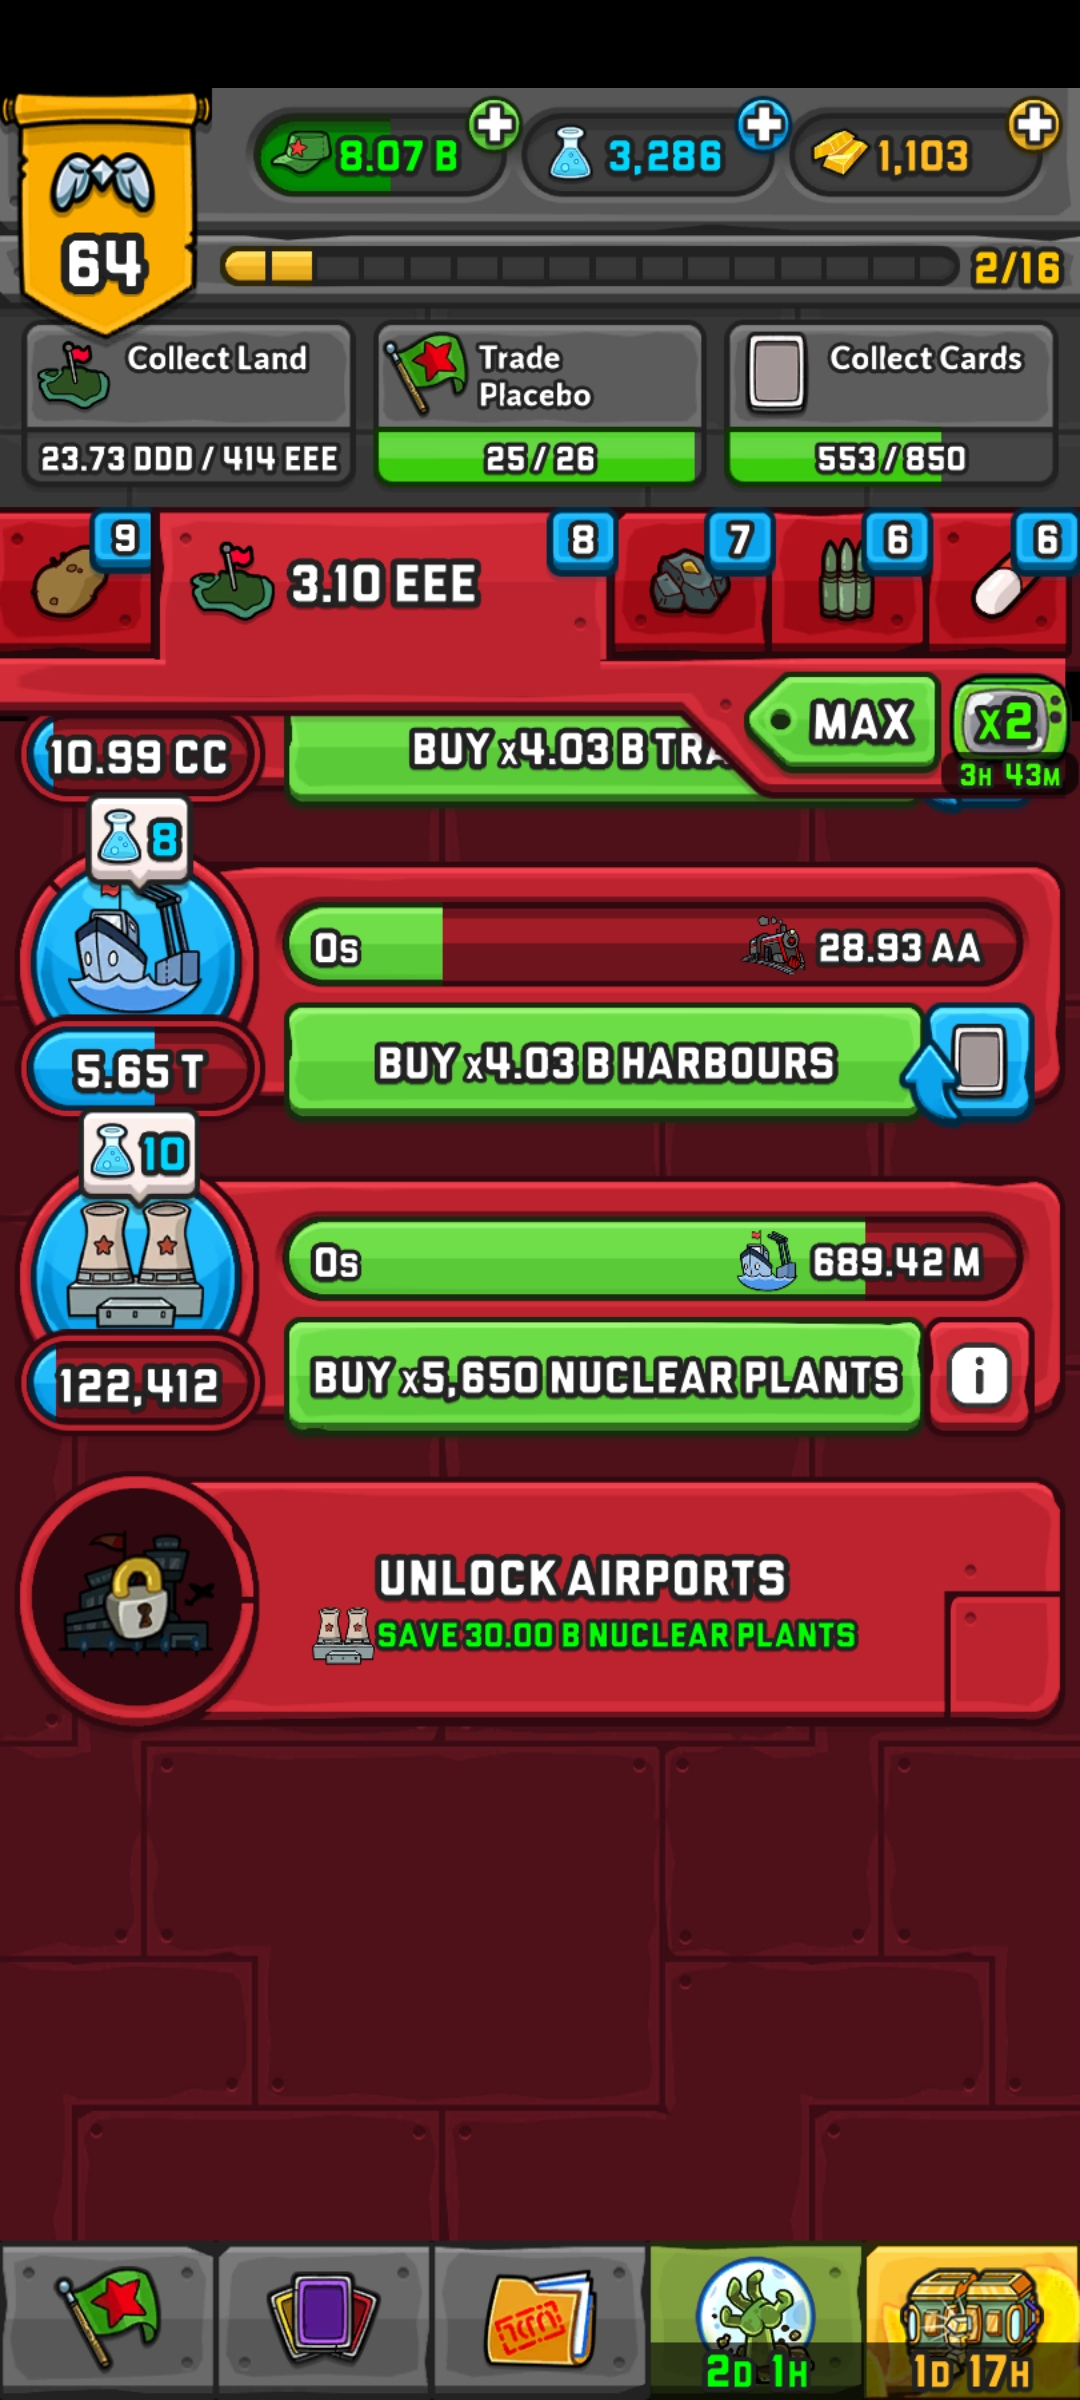 8.07 B
3,286
1,103
64
2/16
Collect Land
23.73 DDD / 414 EEE
Trade
Placebo
25/26
Collect Cards
553/850
9
3.10 EEE
8
7
6
6
MAX
x2
3H 43M
10.99 CC
BUY x4.03 B
8
0s
28.93 AA
5.65 T
BUY x4.03 B HARBOURS
10
0s
689.42 M
122,412
BUY x5,650 NUCLEAR PLANTS
i
UNLOCK AIRPORTS
SAVE 30.00 B NUCLEAR PLANTS
2D 1H
1D 17H